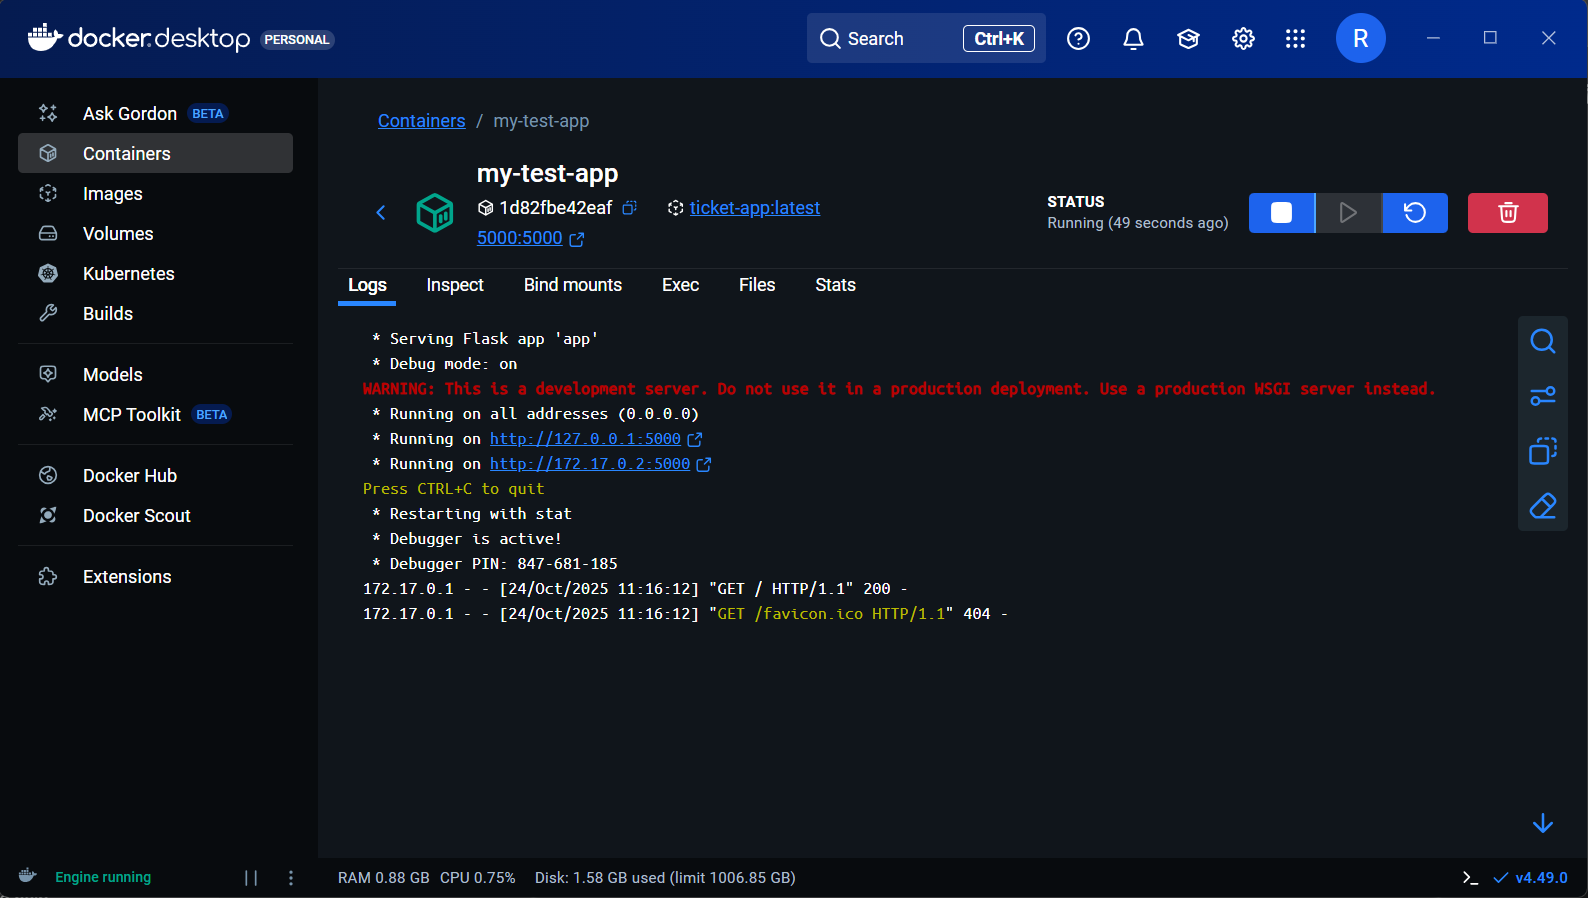 docker.desktop PERSONAL
Search Ctrl+K
R
Ask Gordon BETA
Containers
Images
Volumes
Kubernetes
Builds
Models
MCP Toolkit BETA
Docker Hub
Docker Scout
Extensions
Containers / my-test-app
my-test-app
1d82fbe42eaf ticket-app:latest
5000:5000
STATUS
Running (49 seconds ago)
Logs Inspect Bind mounts Exec Files Stats
* Serving Flask app 'app'
* Debug mode: on
WARNING: This is a development server. Do not use it in a production deployment. Use a production WSGI server instead.
* Running on all addresses (0.0.0.0)
* Running on http://127.0.0.1:5000
* Running on http://172.17.0.2:5000
Press CTRL+C to quit
* Restarting with stat
* Debugger is active!
* Debugger PIN: 847-681-185
172.17.0.1 - - [24/Oct/2025 11:16:12] "GET / HTTP/1.1" 200 -
172.17.0.1 - - [24/Oct/2025 11:16:12] "GET /favicon.ico HTTP/1.1" 404 -
Engine running
RAM 0.88 GB CPU 0.75% Disk: 1.58 GB used (limit 1006.85 GB)
v4.49.0